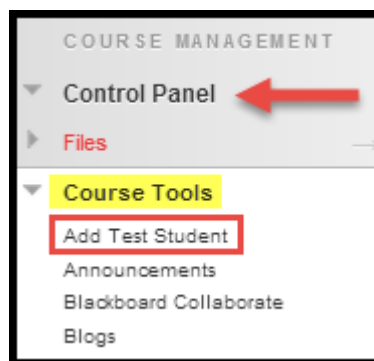 COURSE MANAGEMENT
Control Panel
Files
Course Tools
Add Test Student
Announcements
Blackboard Collaborate
Blogs